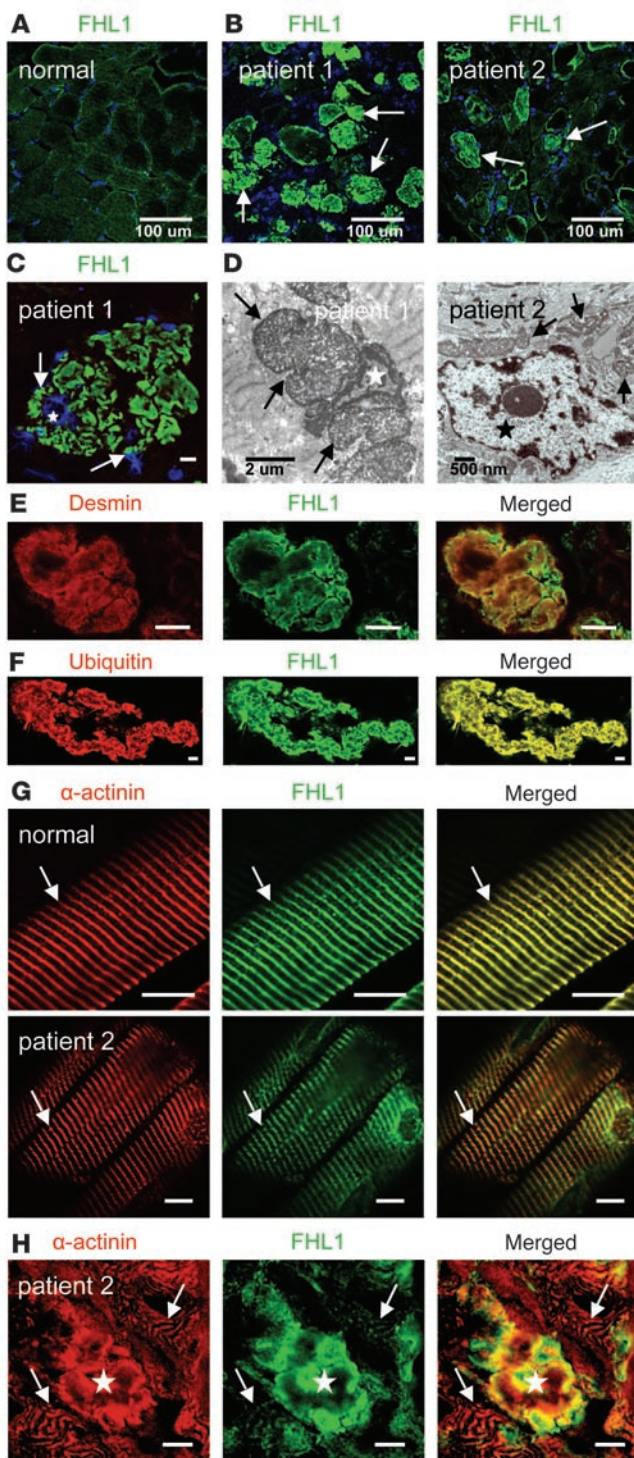 A FHL1 B FHL1
normal patient 1 patient 2
100 um 100 um 100 um
C FHL1 D
patient 1 patient 1 patient 2
2 um 500 nm
E Desmin FHL1 Merged
F Ubiquitin FHL1 Merged
G α-actinin FHL1 Merged
normal
patient 2
H α-actinin FHL1 Merged
patient 2